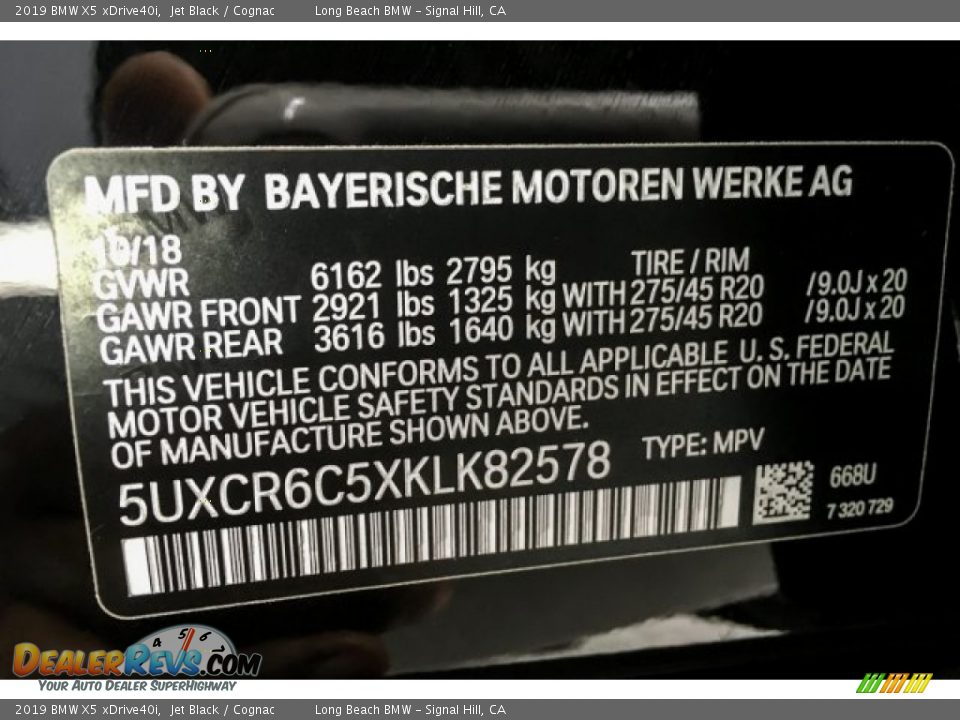 2019 BMW X5 xDrive40i, Jet Black / Cognac Long Beach BMW - Signal Hill, CA
MFD BY BAYERISCHE MOTOREN WERKE AG
10/18
GVWR 6162 lbs 2795 kg TIRE / RIM
GAWR FRONT 2921 lbs 1325 kg WITH 275/45 R20 /9.0J x 20
GAWR REAR 3616 lbs 1640 kg WITH 275/45 R20 /9.0J x 20
THIS VEHICLE CONFORMS TO ALL APPLICABLE U. S. FEDERAL
MOTOR VEHICLE SAFETY STANDARDS IN EFFECT ON THE DATE
OF MANUFACTURE SHOWN ABOVE.
5UXCR6C5XKLK82578 TYPE: MPV
668U
7 320 729
4 5 6
DEALERREVS.COM
YOUR AUTO DEALER SUPERHIGHWAY
2019 BMW X5 xDrive40i, Jet Black / Cognac Long Beach BMW - Signal Hill, CA